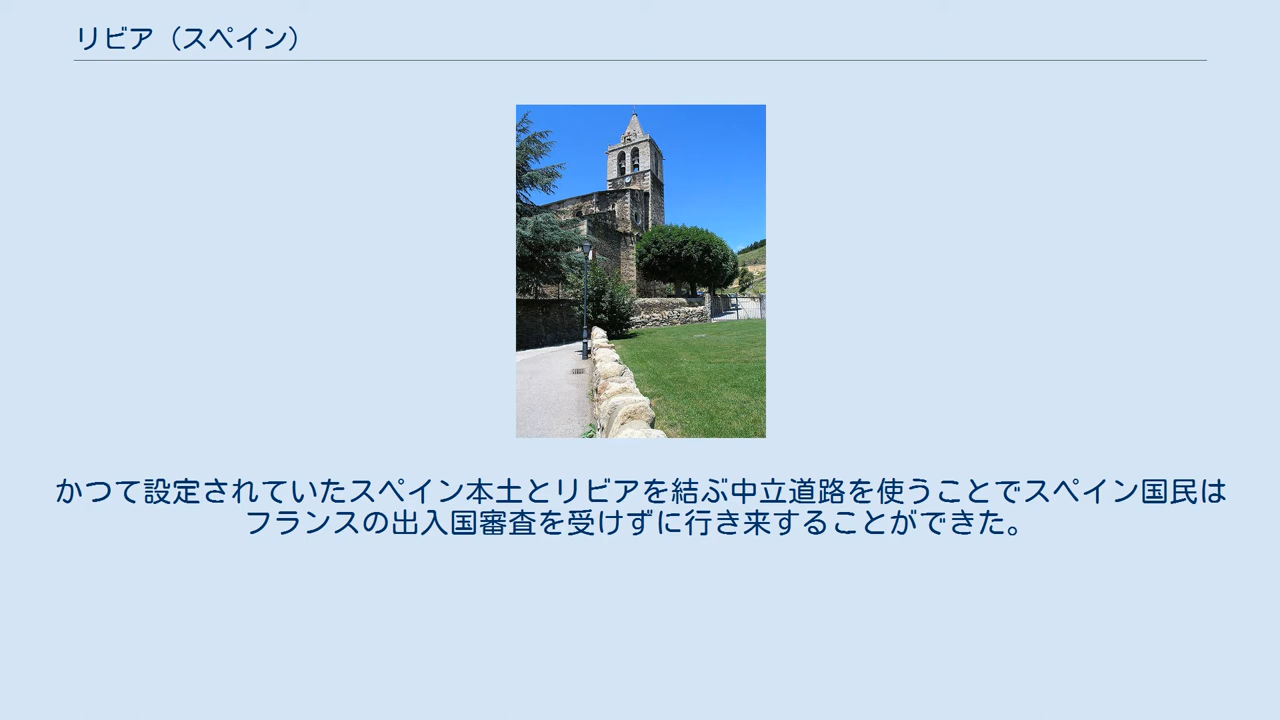 リビア（スペイン）
かつて設定されていたスペイン本土とリビアを結ぶ中立道路を使うことでスペイン国民は
フランスの出入国審査を受けずに行き来することができた。